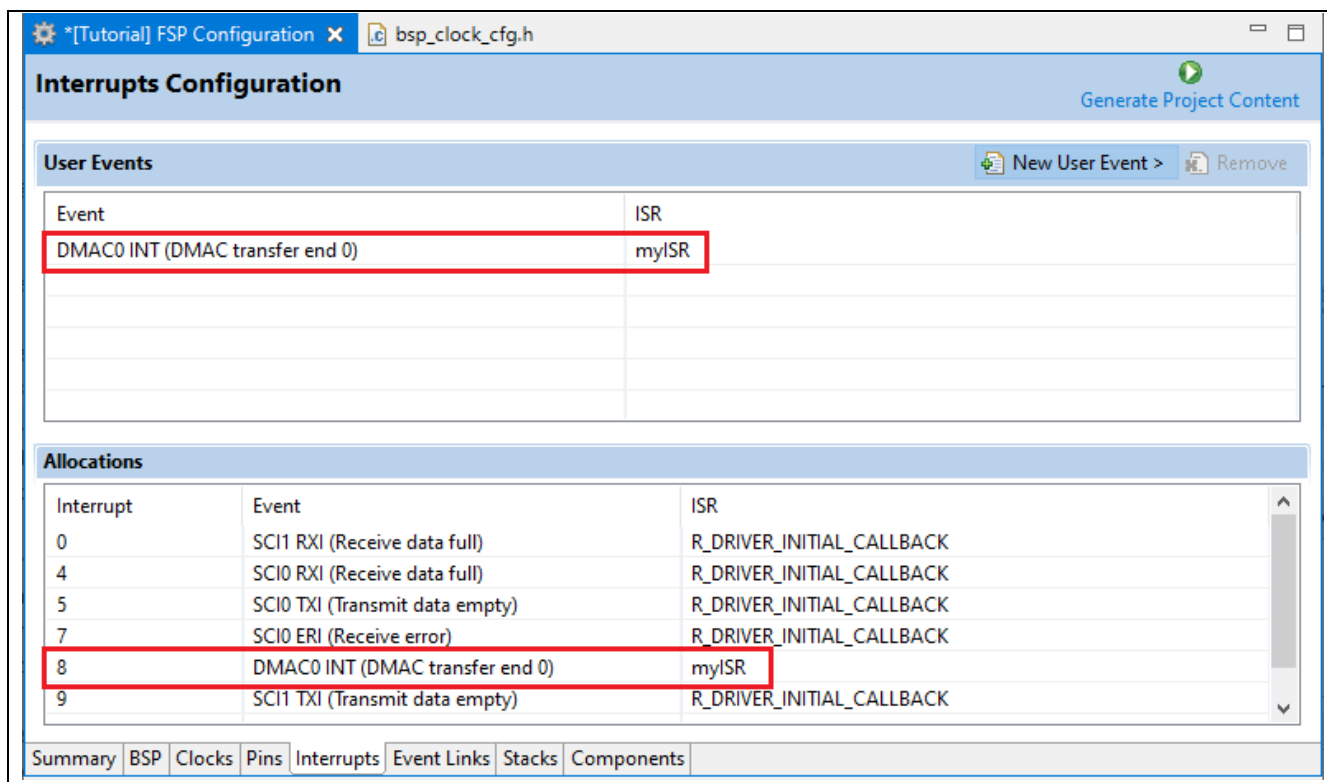 *[Tutorial] FSP Configuration bsp_clock_cfg.h
Interrupts Configuration
Generate Project Content
User Events New User Event > Remove
Event ISR
DMAC0 INT (DMAC transfer end 0) myISR
Allocations
Interrupt Event ISR
0 SCI1 RXI (Receive data full) R_DRIVER_INITIAL_CALLBACK
4 SCI0 RXI (Receive data full) R_DRIVER_INITIAL_CALLBACK
5 SCI0 TXI (Transmit data empty) R_DRIVER_INITIAL_CALLBACK
7 SCI0 ERI (Receive error) R_DRIVER_INITIAL_CALLBACK
8 DMAC0 INT (DMAC transfer end 0) myISR
9 SCI1 TXI (Transmit data empty) R_DRIVER_INITIAL_CALLBACK
Summary BSP Clocks Pins Interrupts Event Links Stacks Components